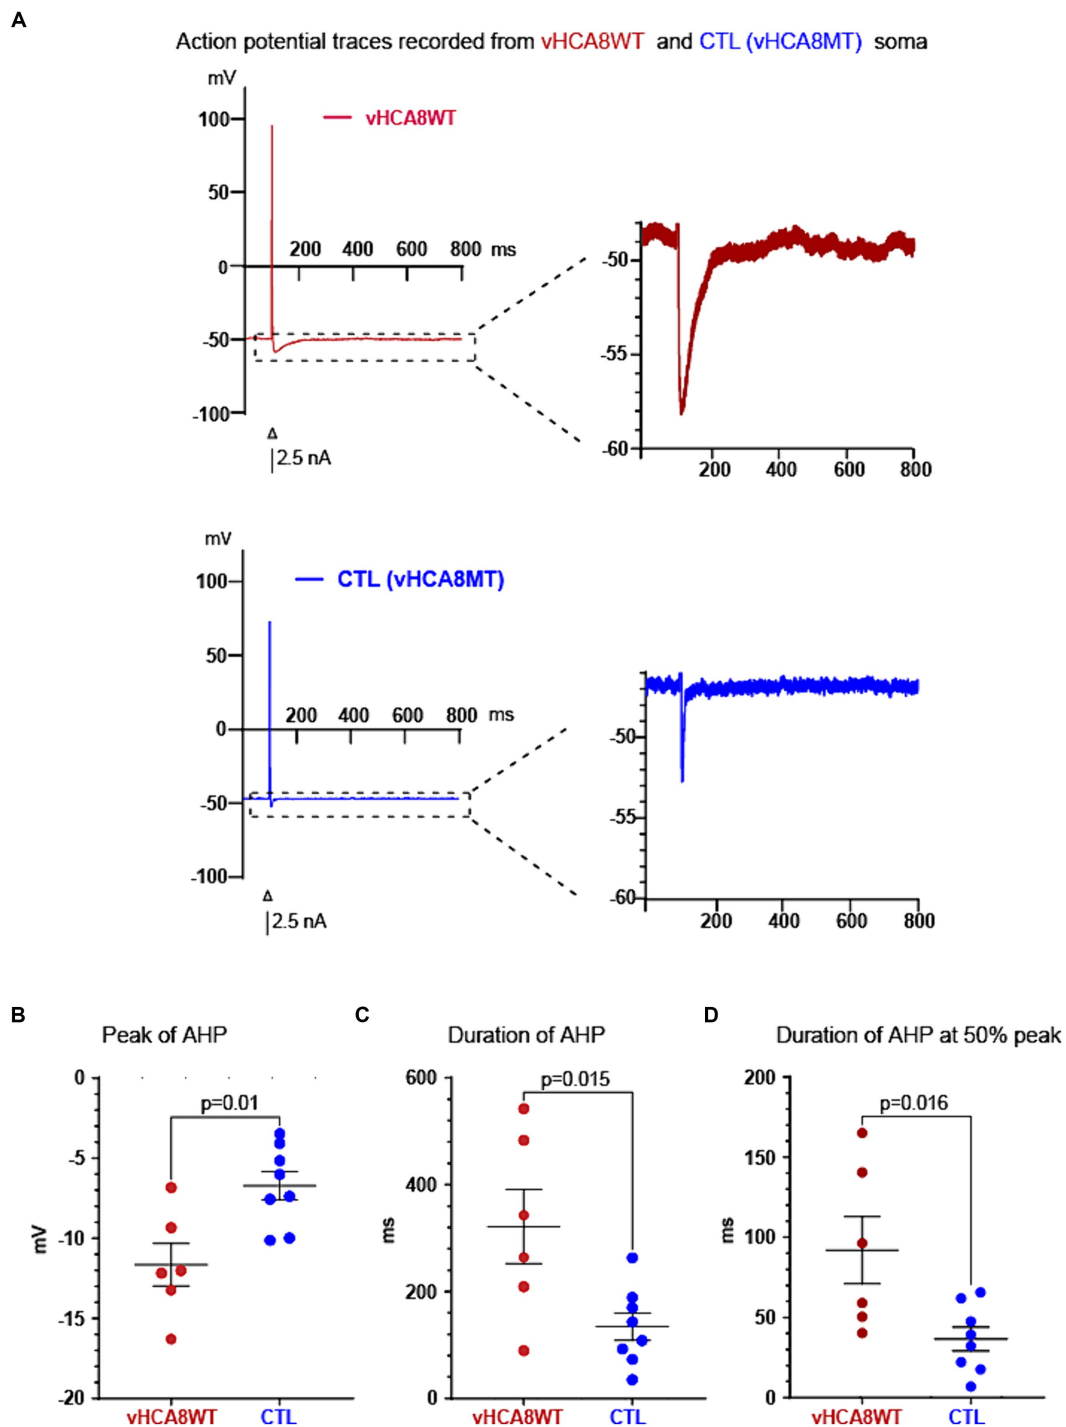 A
Action potential traces recorded from vHCA8WT and CTL (vHCA8MT) soma
mV
vHCA8WT
100
50
0
-50
-100
200 400 600 800 ms
Δ
2.5 nA
-50
-55
-60
200 400 600 800
mV
CTL (vHCA8MT)
100
50
0
-50
-100
200 400 600 800 ms
Δ
2.5 nA
-50
-55
-60
200 400 600 800
B
Peak of AHP
p=0.01
mV
0
-5
-10
-15
-20
vHCA8WT CTL
C
Duration of AHP
p=0.015
ms
600
400
200
0
vHCA8WT CTL
D
Duration of AHP at 50% peak
p=0.016
ms
200
150
100
50
0
vHCA8WT CTL